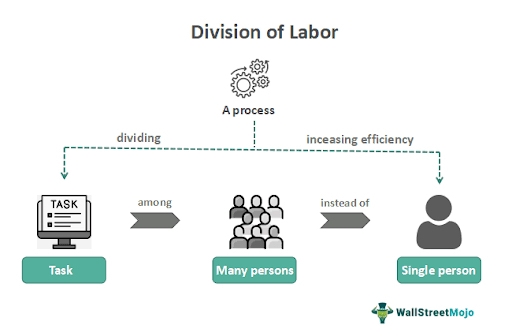 Division of Labor
A process
dividing
inceasing efficiency
TASK
among
instead of
Task
Many persons
Single person
WallStreetMojo